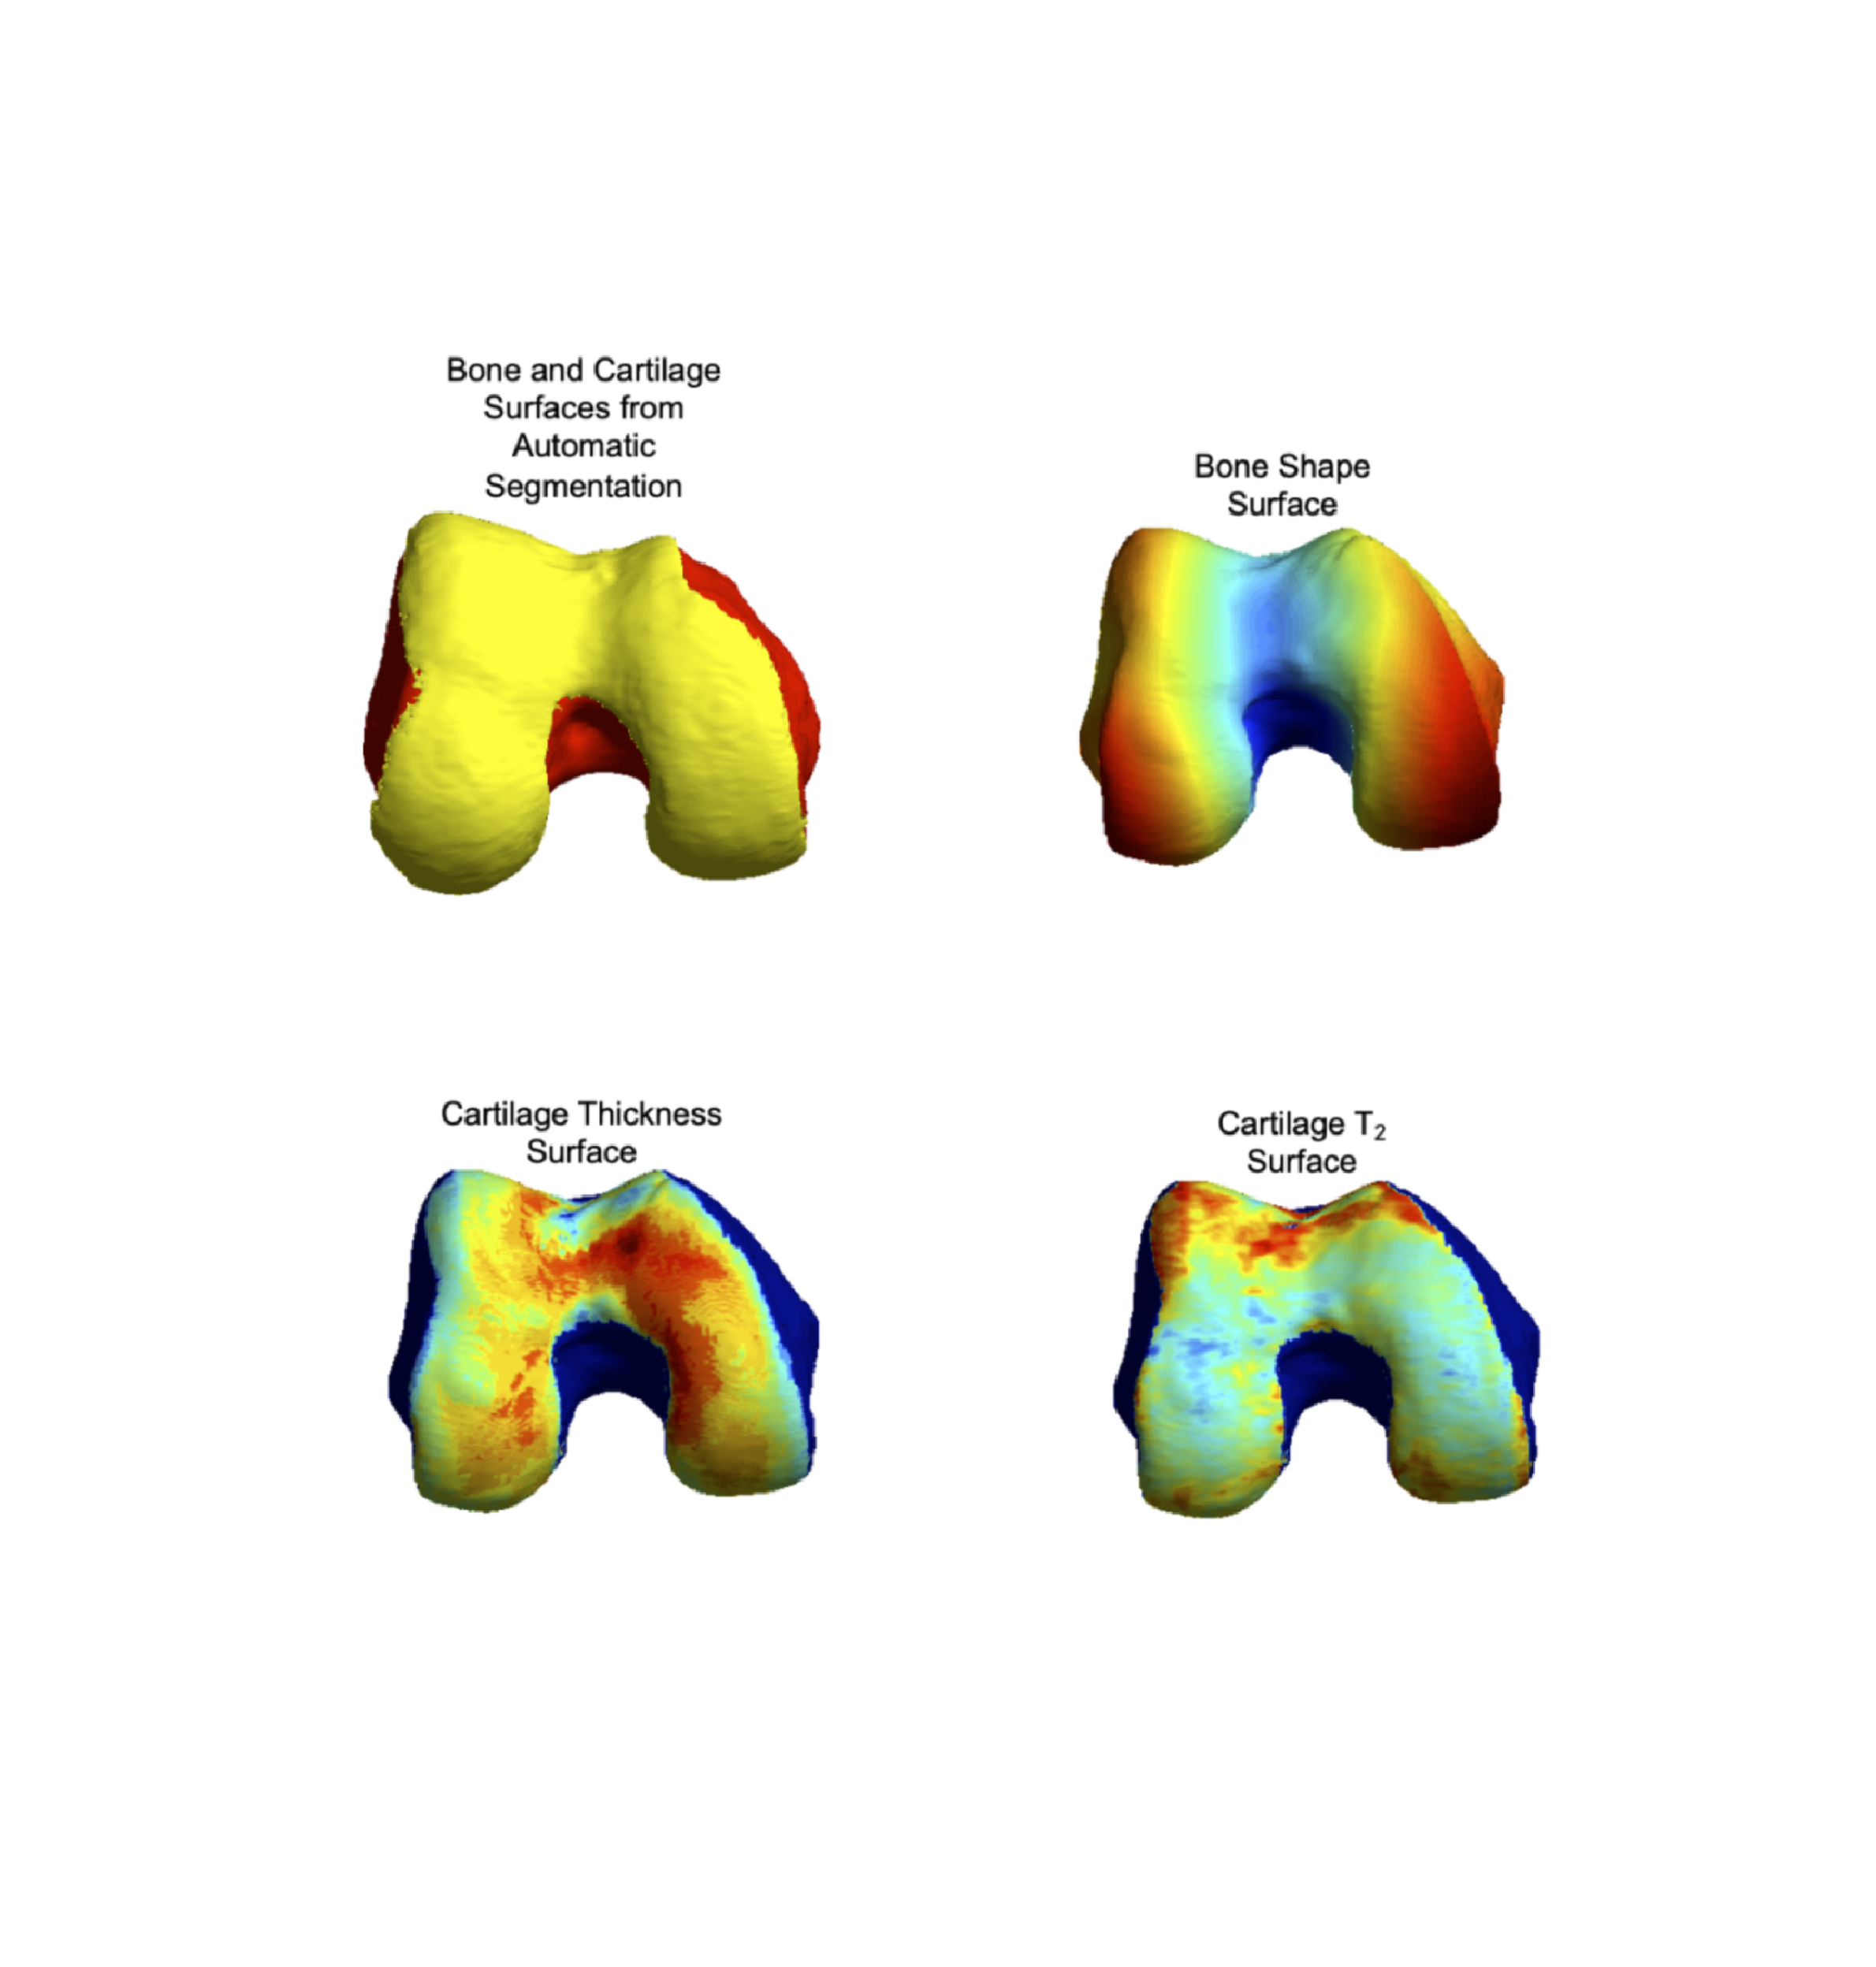 Bone and Cartilage
Surfaces from
Automatic
Segmentation
Bone Shape
Surface
Cartilage Thickness
Surface
Cartilage T₂
Surface